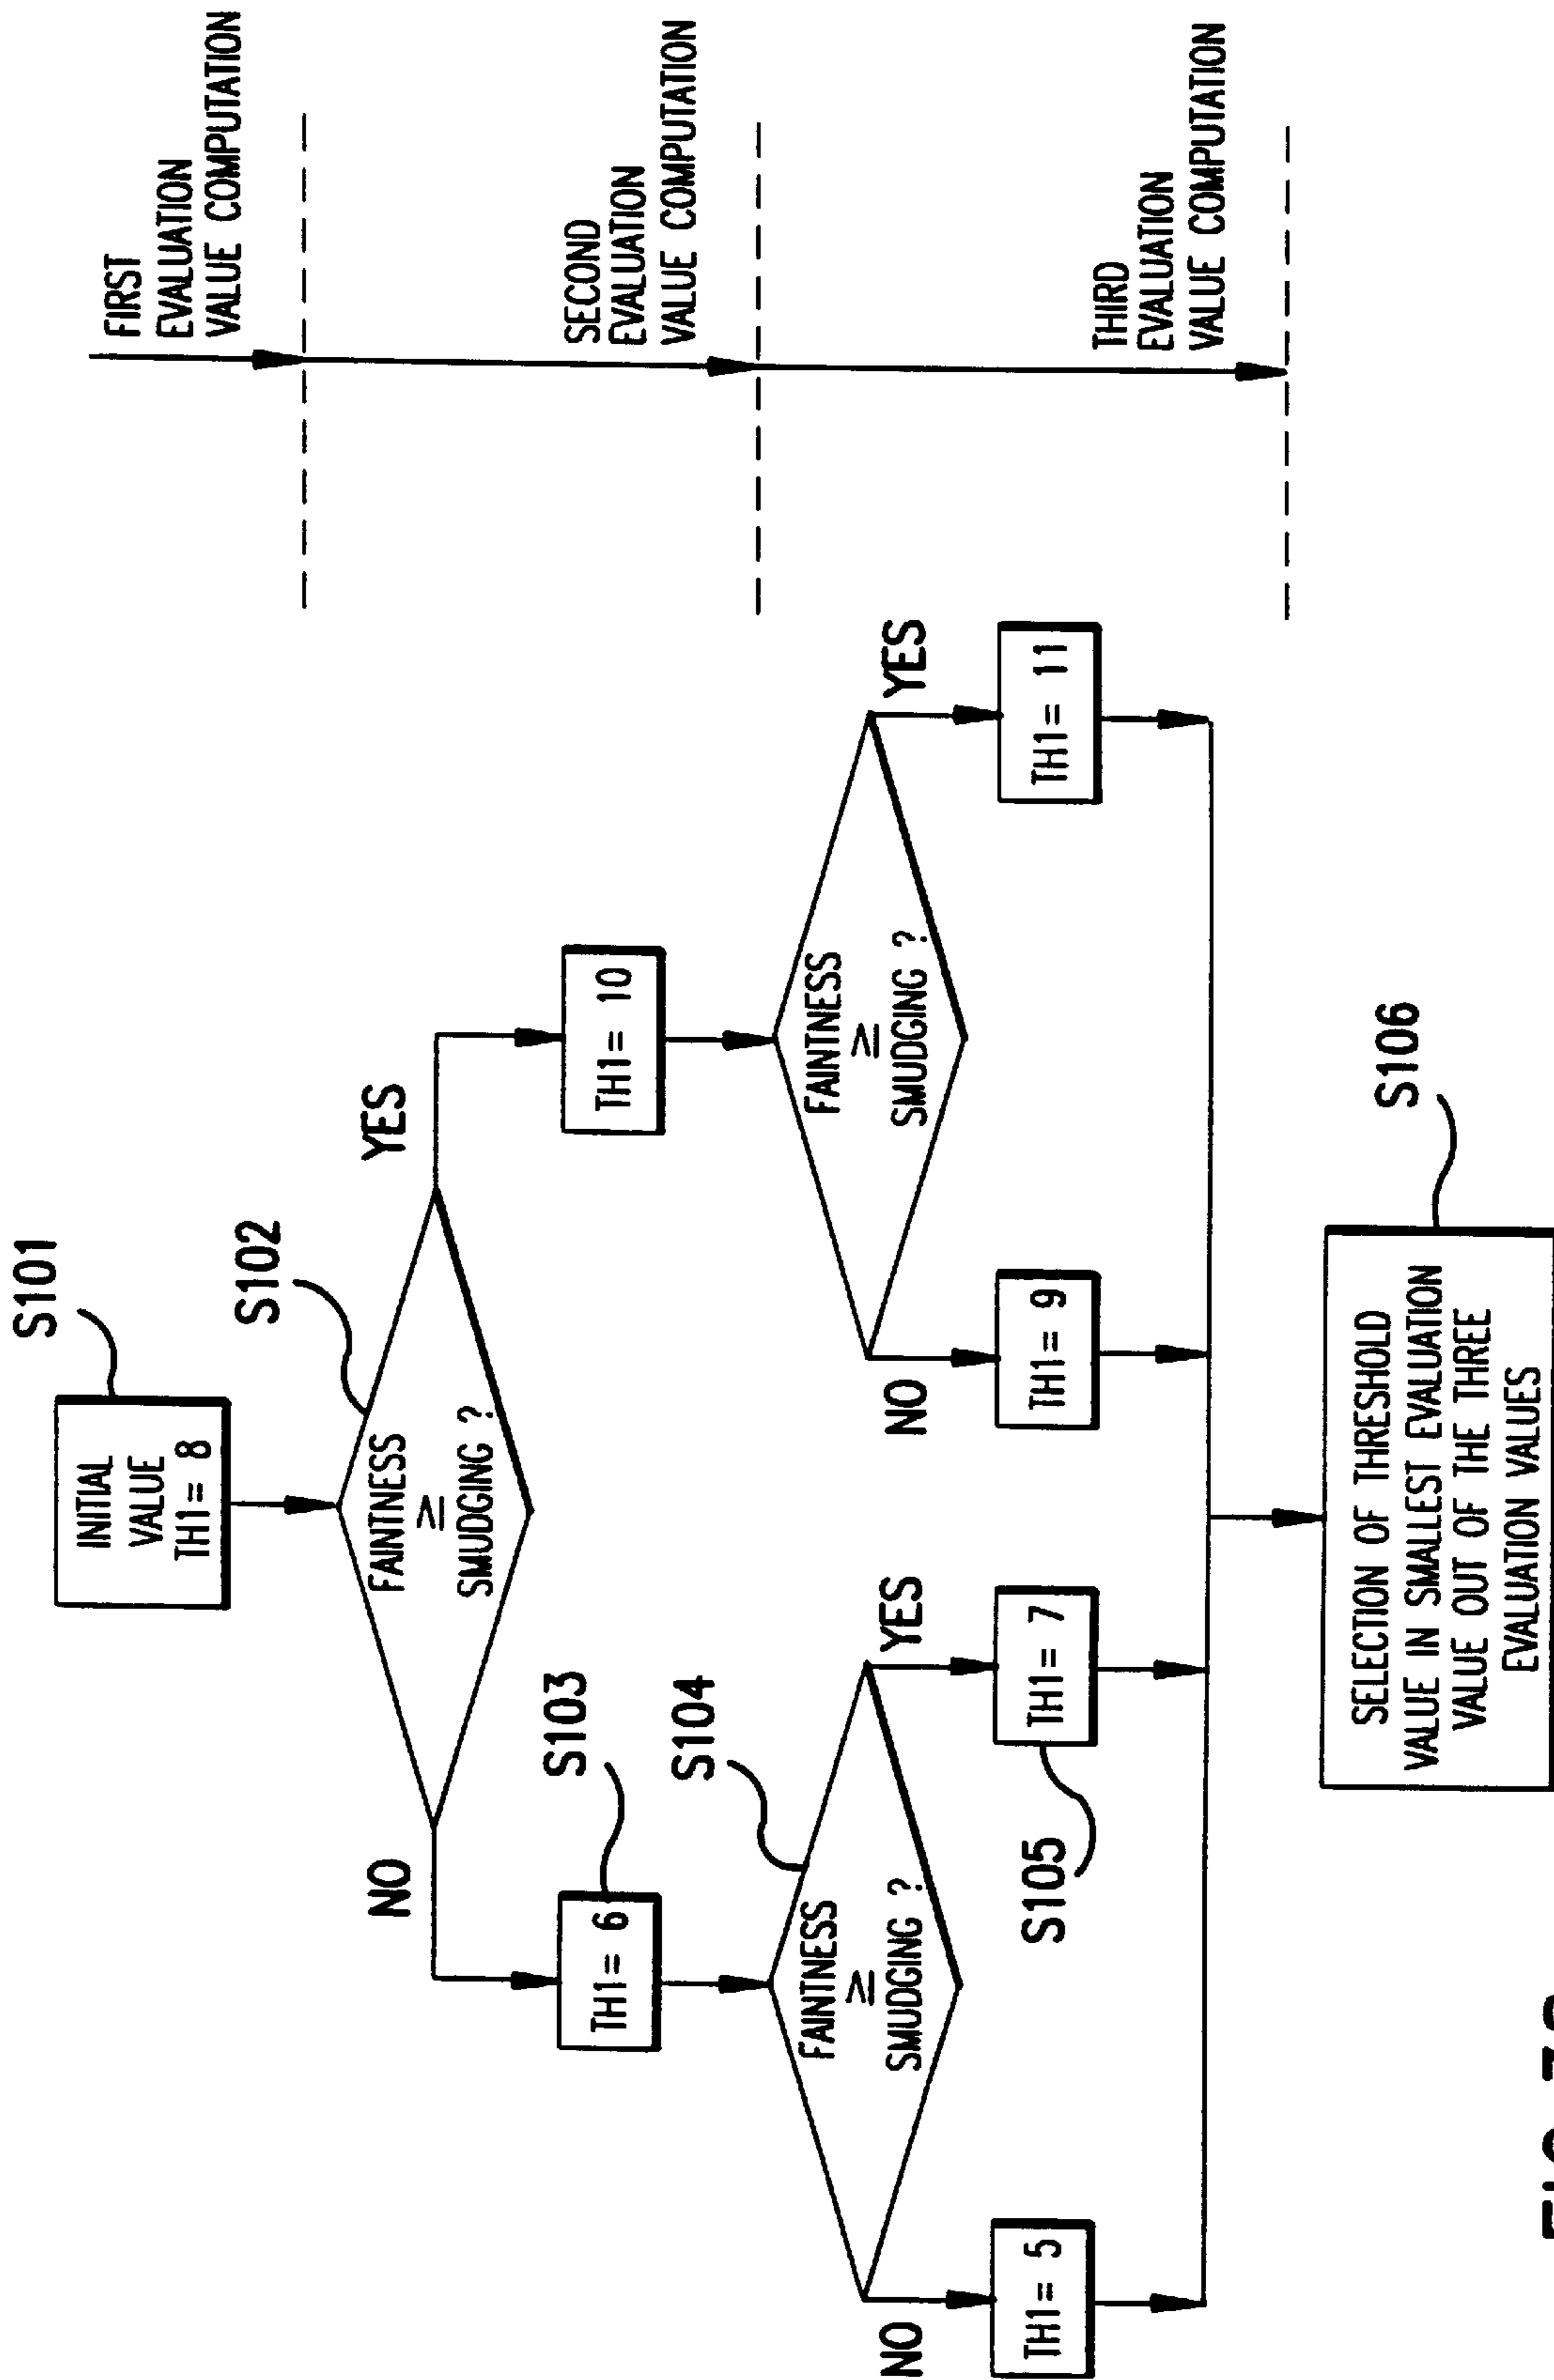 S101
INITIAL
VALUE
TH1= 8
S102
FAINTNESS
≧
SMUDGING ?
NO
YES
S103
TH1= 6
TH1= 10
S104
FAINTNESS
≧
SMUDGING ?
FAINTNESS
≧
SMUDGING ?
NO
YES
NO
YES
TH1= 5
S105
TH1= 7
TH1= 9
TH1= 11
S106
SELECTION OF THRESHOLD
VALUE IN SMALLEST EVALUATION
VALUE OUT OF THE THREE
EVALUATION VALUES
FIRST
EVALUATION
VALUE COMPUTATION
SECOND
EVALUATION
VALUE COMPUTATION
THIRD
EVALUATION
VALUE COMPUTATION